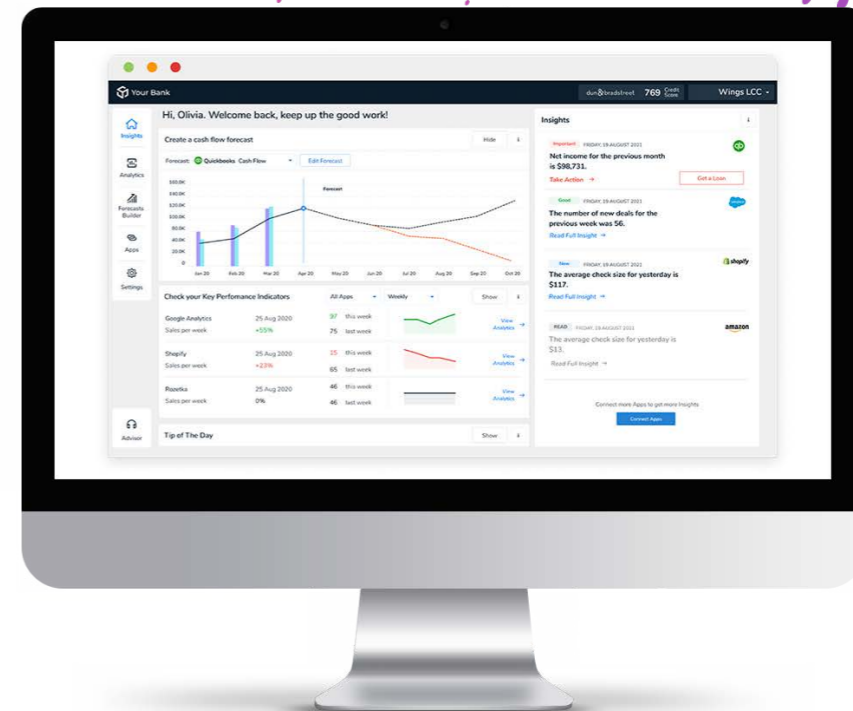 Your Bank
dun&bradstreet 769 Credit Score
Wings LCC
Hi, Olivia. Welcome back, keep up the good work!
Insights
Analytics
Forecasts Builder
Apps
Settings
Advisor
Create a cash flow forecast
Hide
Forecast: Quickbooks Cash Flow
Edit Forecast
Forecast
80.0K
40.0K
20.0K
0
Jan 20 Feb 20 Mar 20 Apr 20 May 20 Jun 20 Jul 20 Aug 20 Sep 20 Oct 20
Check your Key Perfomance Indicators
All Apps
Weekly
Show
Google Analytics 25 Aug 2020 37 this week
Sales per week +55% 75 last week
View Analytics →
Shopify 25 Aug 2020 15 this week
Sales per week +23% 65 last week
View Analytics →
Rozetka 25 Aug 2020 46 this week
Sales per week 0% 46 last week
View Analytics →
Tip of The Day
Show
Insights
Important FRIDAY, 19 AUGUST 2021
qb
Net income for the previous month
is $98,731.
Take Action →
Get a Loan
Good FRIDAY, 19 AUGUST 2021
salesforce
The number of new deals for the
previous week was 56.
Read Full Insight →
New FRIDAY, 19 AUGUST 2021
shopify
The average check size for yesterday is
$117.
Read Full Insight →
READ FRIDAY, 19 AUGUST 2021
amazon
The average check size for yesterday is
$13.
Read Full Insight →
Connect more Apps to get more Insights
Connect Apps